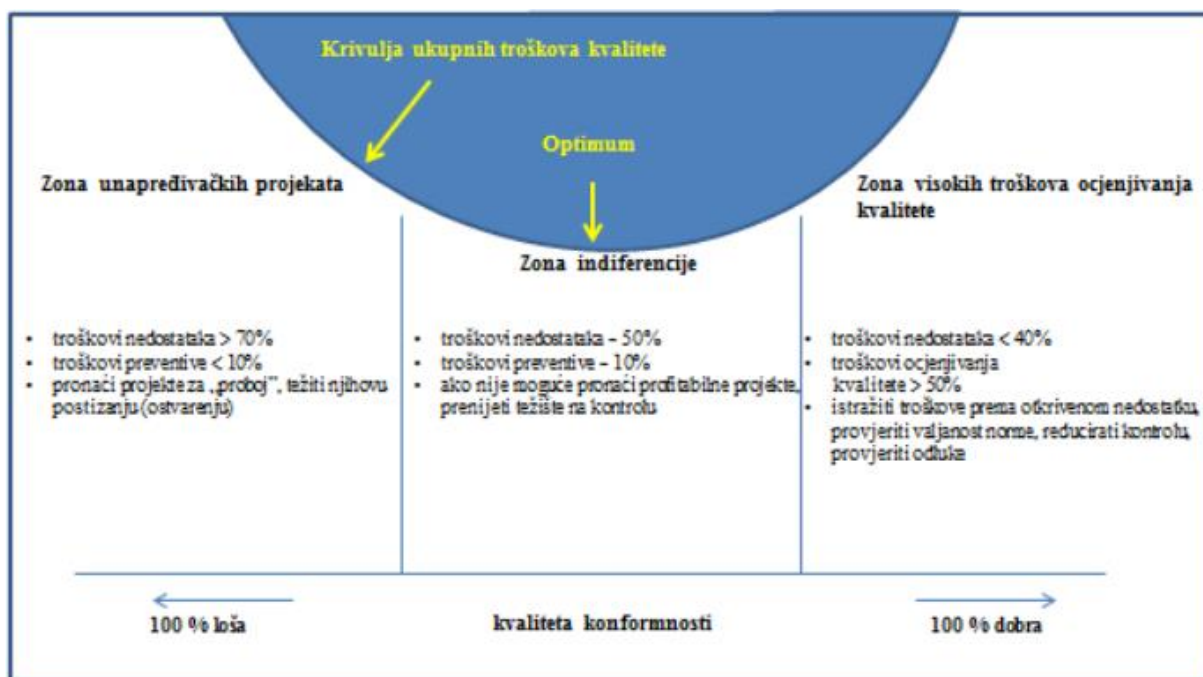 Krivulja ukupnih troškova kvalitete
Optimum
Zona unapređivačkih projekata
Zona visokih troškova ocjenjivanja
kvalitete
Zona indiferencije
• troškovi nedostataka > 70%
• troškovi preventive < 10%
• pronaći projekte za „proboj”, težiti njihovu
postizanju (ostvarenju)
• troškovi nedostataka – 50%
• troškovi preventive – 10%
• ako nije moguće pronaći profitabilne projekte,
prenijeti težište na kontrolu
• troškovi nedostataka < 40%
• troškovi ocjenjivanja
kvalitete > 50%
• istražiti troškove prema otkrivenom nedostatku,
provjeriti valjanost norme, reducirati kontrolu,
provjeriti odluke
100 % loša
kvaliteta konformnosti
100 % dobra